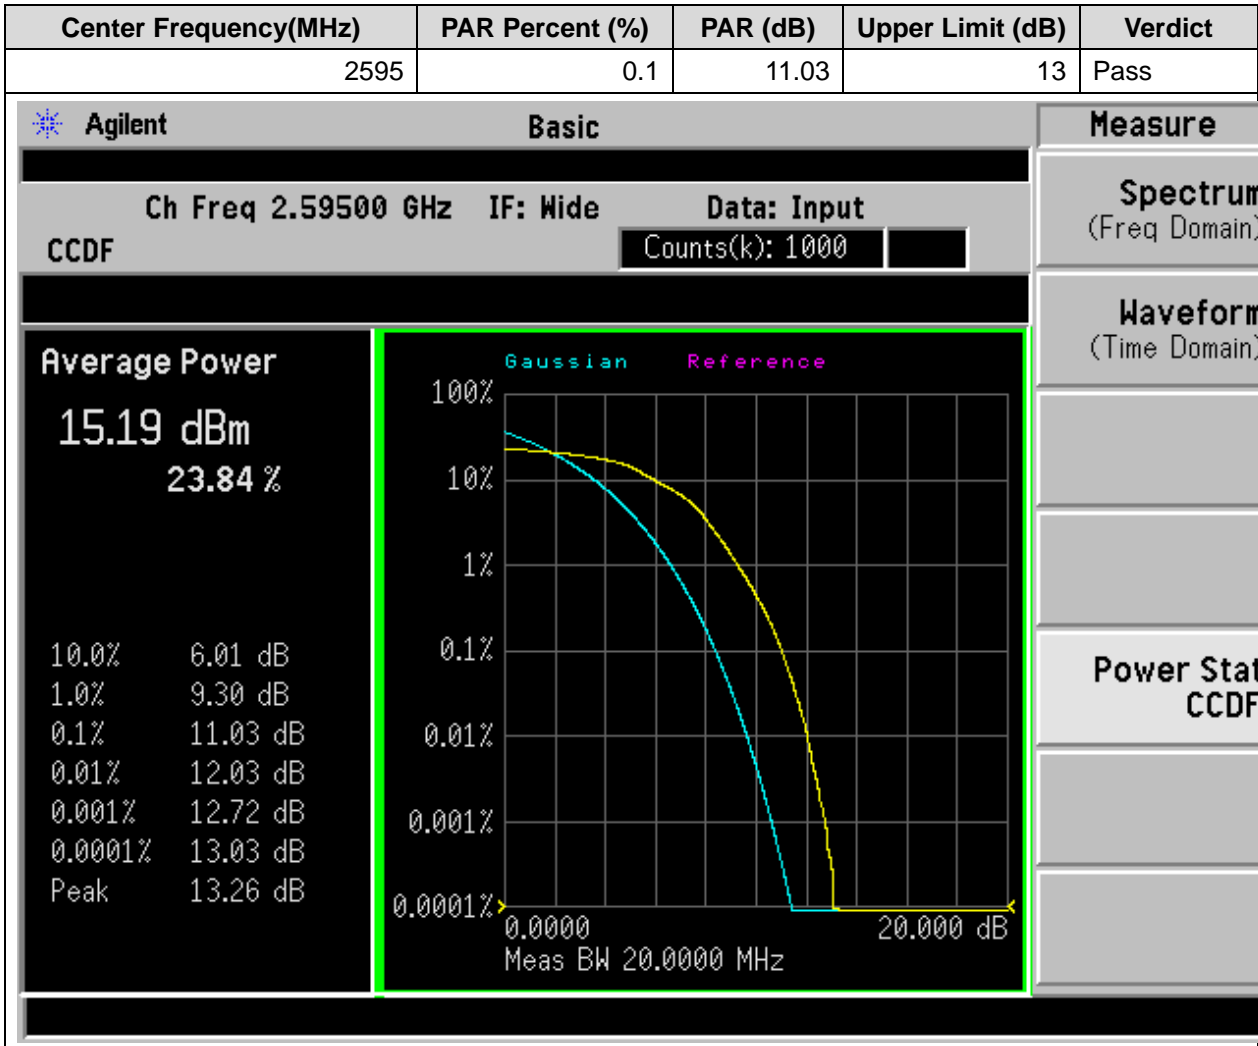 Center Frequency(MHz) PAR Percent (%) PAR (dB) Upper Limit (dB) Verdict
2595 0.1 11.03 13 Pass
Agilent Basic Measure
Ch Freq 2.59500 GHz IF: Wide Data: Input
CCDF Counts(k): 1000
Spectrum
(Freq Domain)
Waveform
(Time Domain)
Power Stat
CCDF
Average Power
15.19 dBm
23.84 %
10.0% 6.01 dB
1.0% 9.30 dB
0.1% 11.03 dB
0.01% 12.03 dB
0.001% 12.72 dB
0.0001% 13.03 dB
Peak 13.26 dB
Gaussian Reference
100%
10%
1%
0.1%
0.01%
0.001%
0.0001%
0.0000 20.000 dB
Meas BW 20.0000 MHz